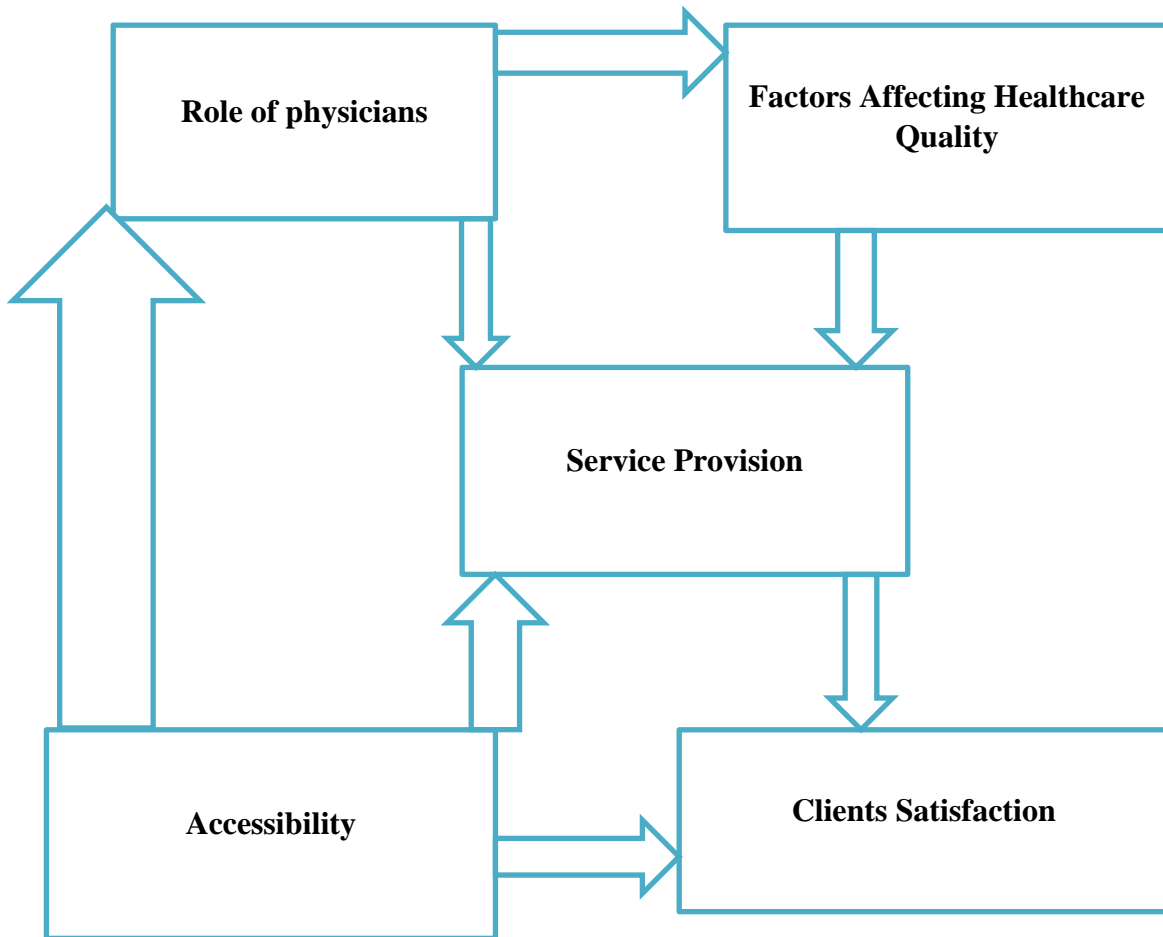 Role of physicians
Factors Affecting Healthcare
Quality
Service Provision
Accessibility
Clients Satisfaction